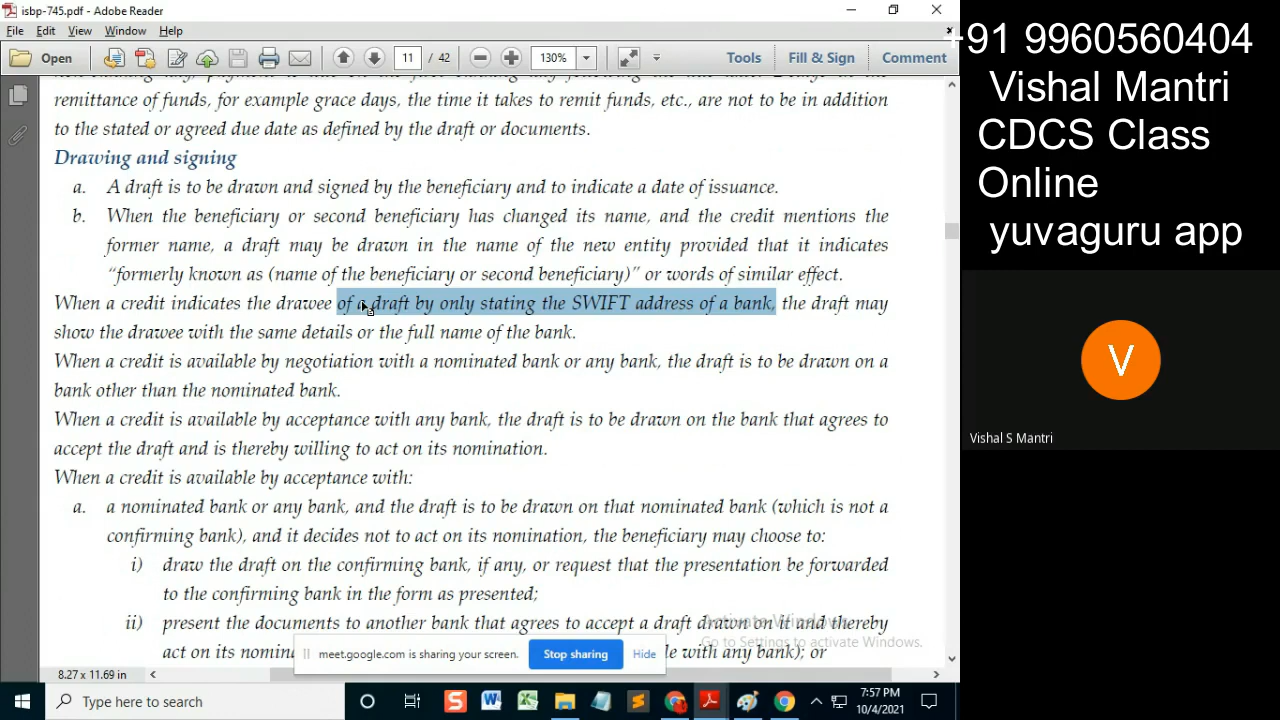 isbp-745.pdf - Adobe Reader
File Edit View Window Help
Open 11 / 42 130% Tools Fill & Sign Comment
remittance of funds, for example grace days, the time it takes to remit funds, etc., are not to be in addition
to the stated or agreed due date as defined by the draft or documents.
Drawing and signing
a. A draft is to be drawn and signed by the beneficiary and to indicate a date of issuance.
b. When the beneficiary or second beneficiary has changed its name, and the credit mentions the
former name, a draft may be drawn in the name of the new entity provided that it indicates
“formerly known as (name of the beneficiary or second beneficiary)” or words of similar effect.
When a credit indicates the drawee of a draft by only stating the SWIFT address of a bank, the draft may
show the drawee with the same details or the full name of the bank.
When a credit is available by negotiation with a nominated bank or any bank, the draft is to be drawn on a
bank other than the nominated bank.
When a credit is available by acceptance with any bank, the draft is to be drawn on the bank that agrees to
accept the draft and is thereby willing to act on its nomination.
When a credit is available by acceptance with:
a. a nominated bank or any bank, and the draft is to be drawn on that nominated bank (which is not a
confirming bank), and it decides not to act on its nomination, the beneficiary may choose to:
i) draw the draft on the confirming bank, if any, or request that the presentation be forwarded
to the confirming bank in the form as presented;
ii) present the documents to another bank that agrees to accept a draft drawn on it and thereby
act on its le with any bank); or
Activate Windows
Go to Settings to activate Windows.
meet.google.com is sharing your screen. Stop sharing Hide
8.27 x 11.69 in
Type here to search
7:57 PM
10/4/2021
+91 9960560404
Vishal Mantri
CDCS Class
Online
yuvaguru app
V
Vishal S Mantri